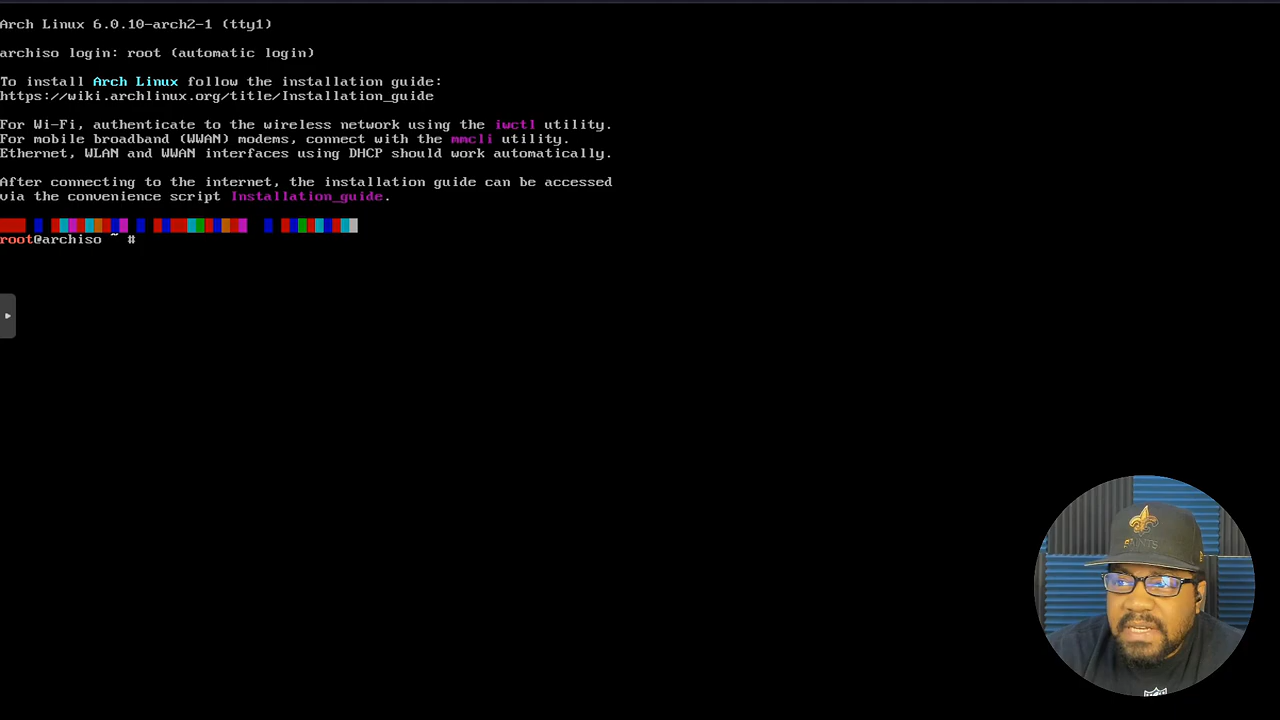 Arch Linux 6.0.10-arch2-1 (tty1)
archiso login: root (automatic login)
To install Arch Linux follow the installation guide:
https://wiki.archlinux.org/title/Installation_guide
For Wi-Fi, authenticate to the wireless network using the iwctl utility.
For mobile broadband (WWAN) modems, connect with the mmcli utility.
Ethernet, WLAN and WWAN interfaces using DHCP should work automatically.
After connecting to the internet, the installation guide can be accessed
via the convenience script Installation_guide.
root@archiso ~ #
SAINTS
NFL